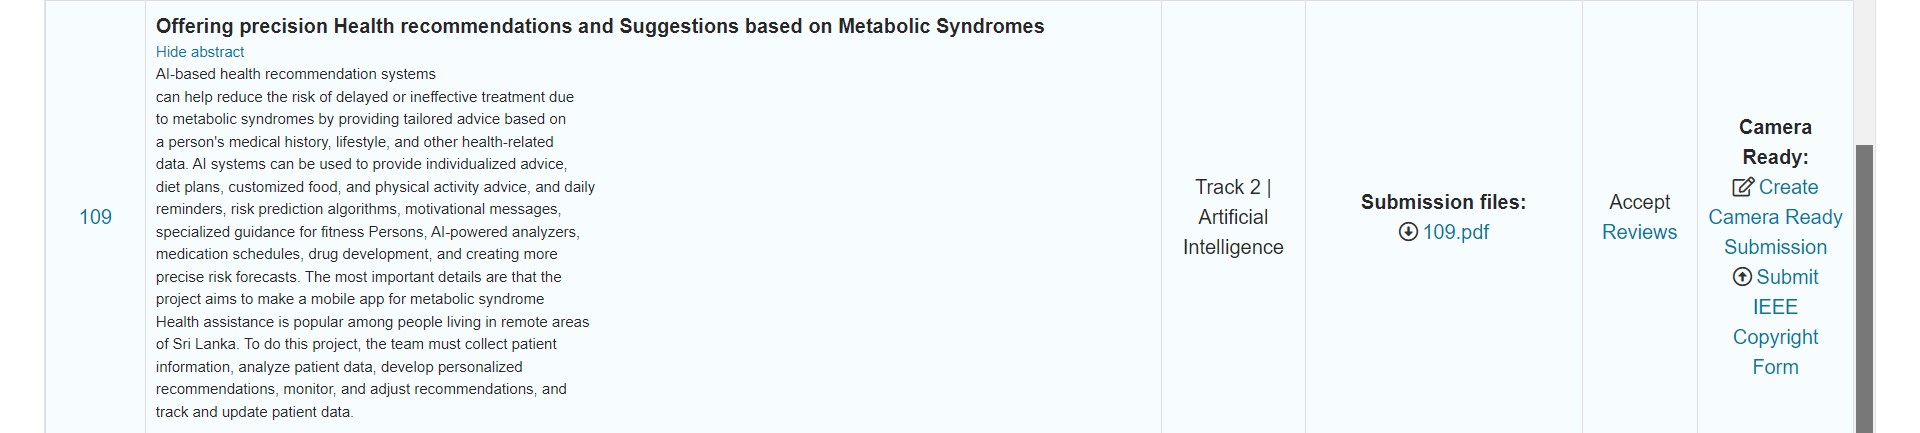 109
Offering precision Health recommendations and Suggestions based on Metabolic Syndromes
Hide abstract
AI-based health recommendation systems
can help reduce the risk of delayed or ineffective treatment due
to metabolic syndromes by providing tailored advice based on
a person's medical history, lifestyle, and other health-related
data. AI systems can be used to provide individualized advice,
diet plans, customized food, and physical activity advice, and daily
reminders, risk prediction algorithms, motivational messages,
specialized guidance for fitness Persons, AI-powered analyzers,
medication schedules, drug development, and creating more
precise risk forecasts. The most important details are that the
project aims to make a mobile app for metabolic syndrome
Health assistance is popular among people living in remote areas
of Sri Lanka. To do this project, the team must collect patient
information, analyze patient data, develop personalized
recommendations, monitor, and adjust recommendations, and
track and update patient data.
Track 2 |
Artificial
Intelligence
Submission files:
109.pdf
Accept
Reviews
Camera
Ready:
Create
Camera Ready
Submission
Submit
IEEE
Copyright
Form